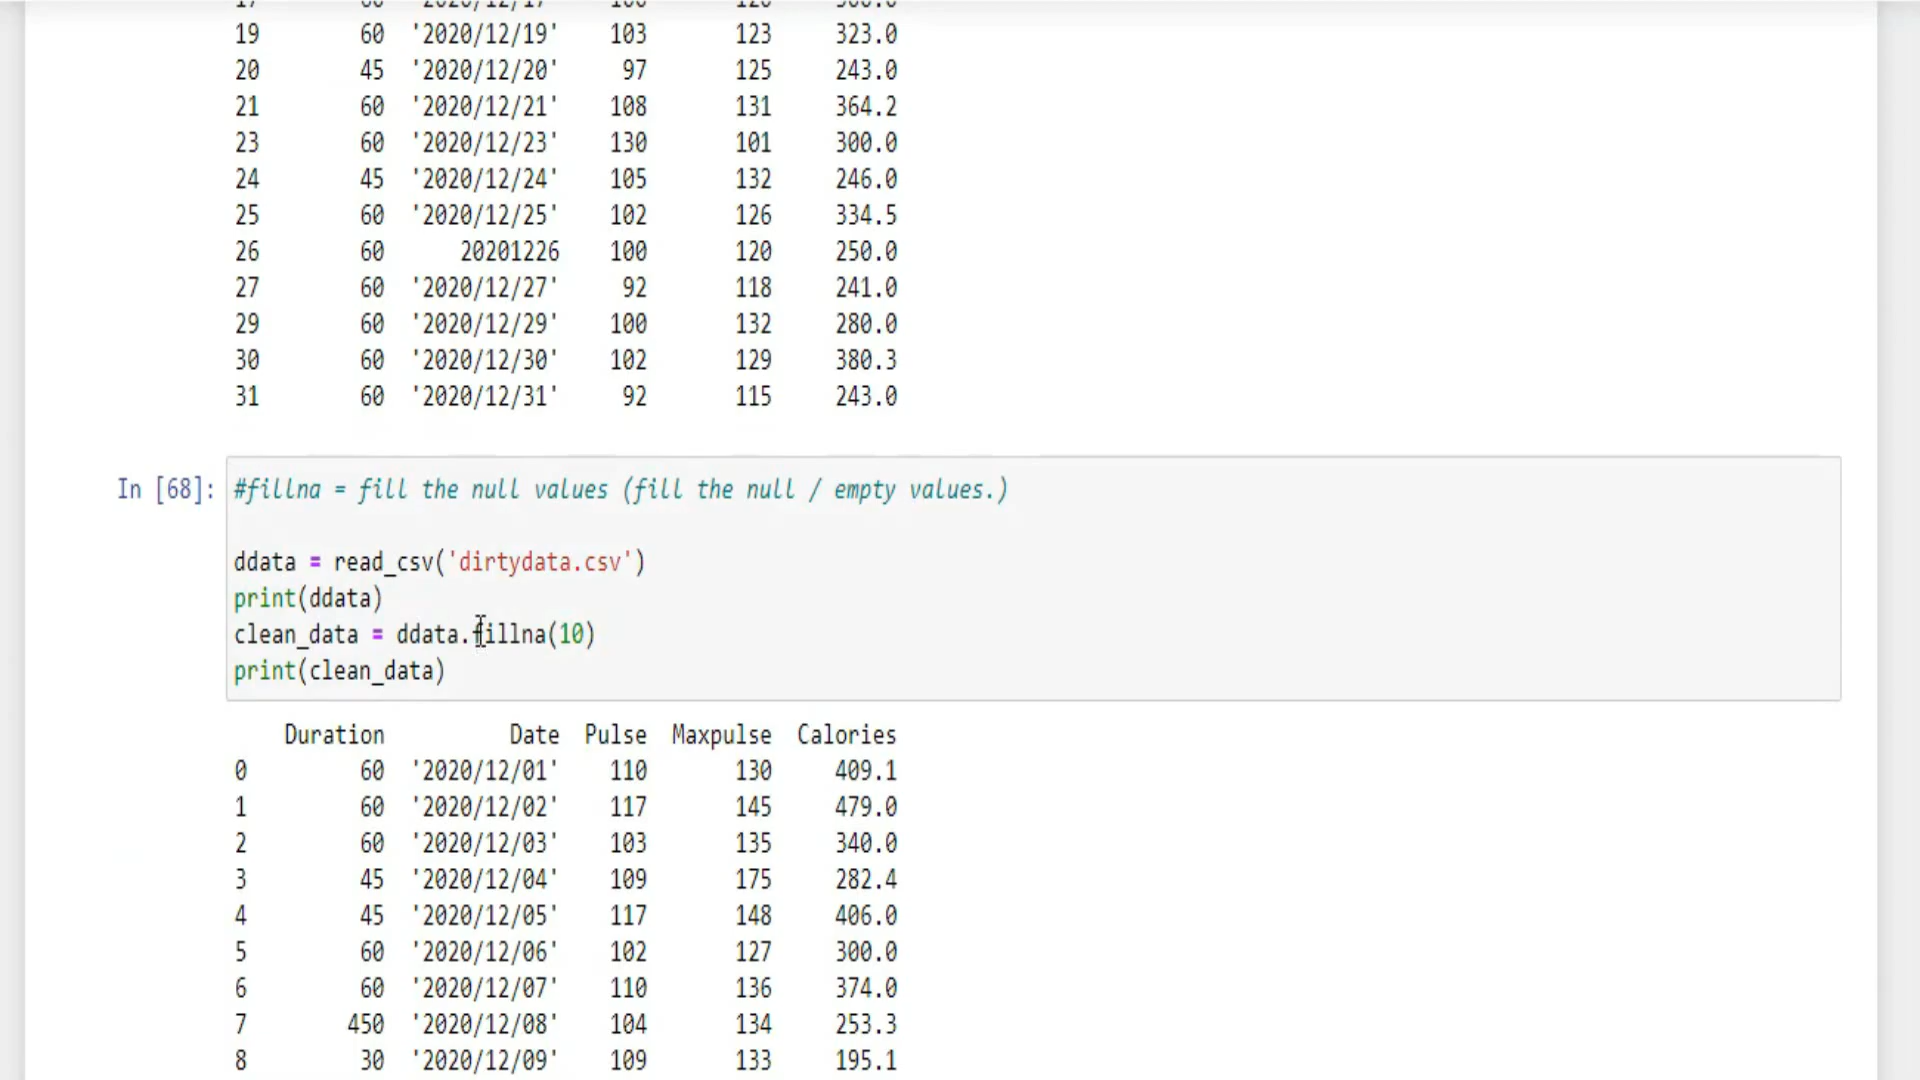 19 60 '2020/12/19' 103 123 323.0
20 45 '2020/12/20' 97 125 243.0
21 60 '2020/12/21' 108 131 364.2
23 60 '2020/12/23' 130 101 300.0
24 45 '2020/12/24' 105 132 246.0
25 60 '2020/12/25' 102 126 334.5
26 60 20201226 100 120 250.0
27 60 '2020/12/27' 92 118 241.0
29 60 '2020/12/29' 100 132 280.0
30 60 '2020/12/30' 102 129 380.3
31 60 '2020/12/31' 92 115 243.0
In [68]: #fillna = fill the null values (fill the null / empty values.)
ddata = read_csv('dirtydata.csv')
print(ddata)
clean_data = ddata.fillna(10)
print(clean_data)
Duration Date Pulse Maxpulse Calories
0 60 '2020/12/01' 110 130 409.1
1 60 '2020/12/02' 117 145 479.0
2 60 '2020/12/03' 103 135 340.0
3 45 '2020/12/04' 109 175 282.4
4 45 '2020/12/05' 117 148 406.0
5 60 '2020/12/06' 102 127 300.0
6 60 '2020/12/07' 110 136 374.0
7 450 '2020/12/08' 104 134 253.3
8 30 '2020/12/09' 109 133 195.1